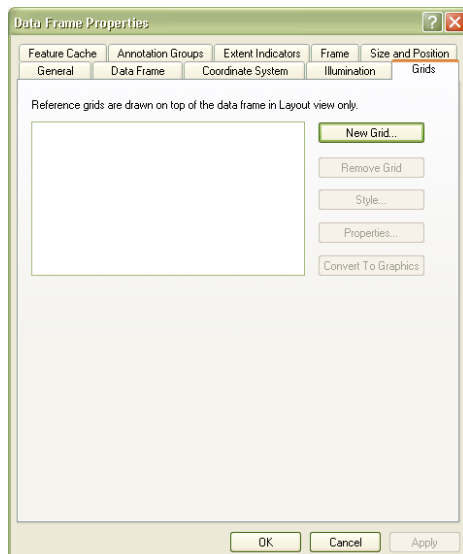 Data Frame Properties
Feature Cache Annotation Groups Extent Indicators Frame Size and Position
General Data Frame Coordinate System Illumination Grids
Reference grids are drawn on top of the data frame in Layout view only.
New Grid...
Remove Grid
Style...
Properties...
Convert To Graphics
OK Cancel Apply